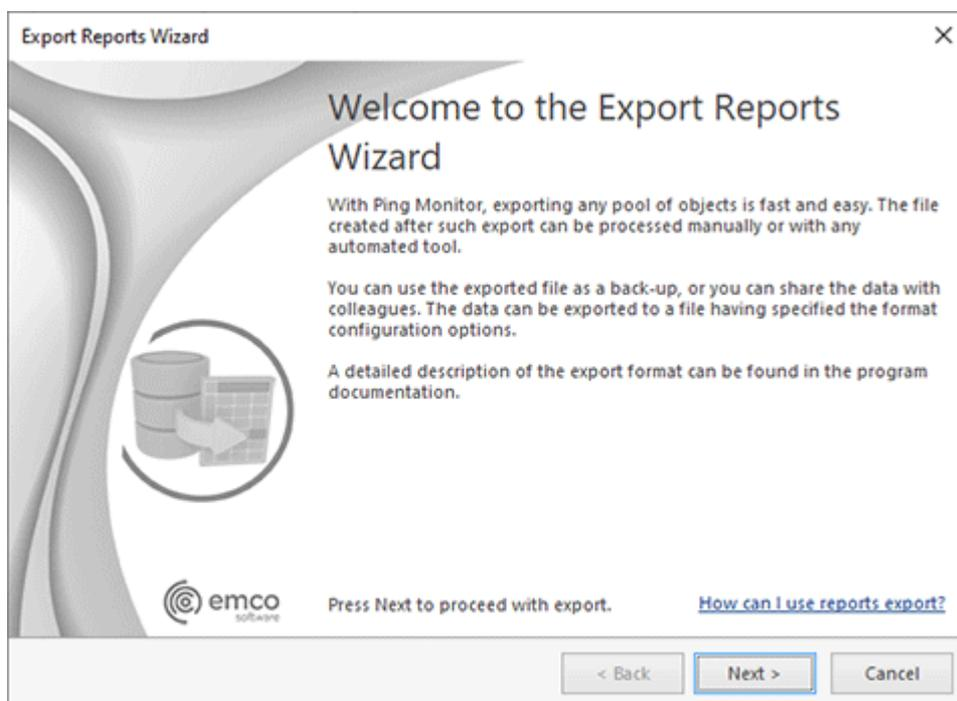 Export Reports Wizard
Welcome to the Export Reports
Wizard
With Ping Monitor, exporting any pool of objects is fast and easy. The file
created after such export can be processed manually or with any
automated tool.
You can use the exported file as a back-up, or you can share the data with
colleagues. The data can be exported to a file having specified the format
configuration options.
A detailed description of the export format can be found in the program
documentation.
emco
software
Press Next to proceed with export.
How can I use reports export?
< Back
Next >
Cancel